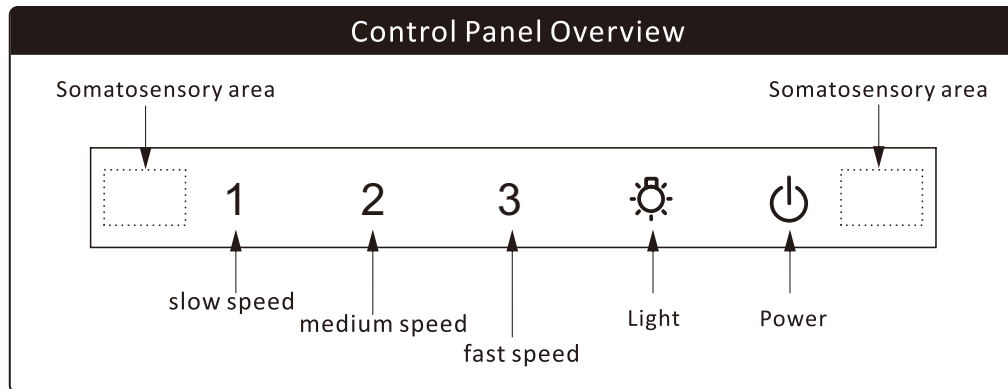 Control Panel Overview
Somatosensory area
Somatosensory area
1 2 3
slow speed
medium speed
fast speed
Light
Power